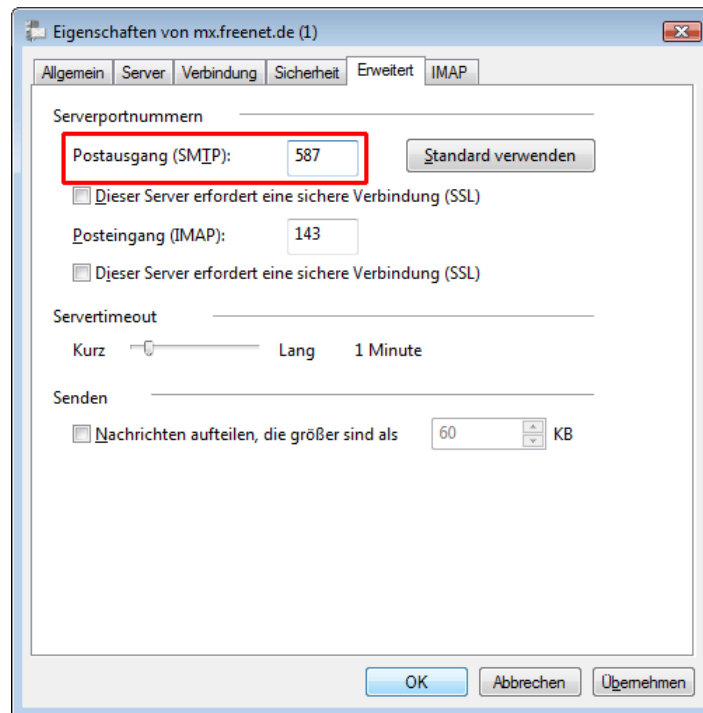 Eigenschaften von mx.freenet.de (1)
Allgemein Server Verbindung Sicherheit Erweitert IMAP
Serverportnummern
Postausgang (SMTP): 587 Standard verwenden
Dieser Server erfordert eine sichere Verbindung (SSL)
Posteingang (IMAP): 143
Dieser Server erfordert eine sichere Verbindung (SSL)
Servertimeout
Kurz Lang 1 Minute
Senden
Nachrichten aufteilen, die größer sind als 60 KB
OK Abbrechen Übernehmen